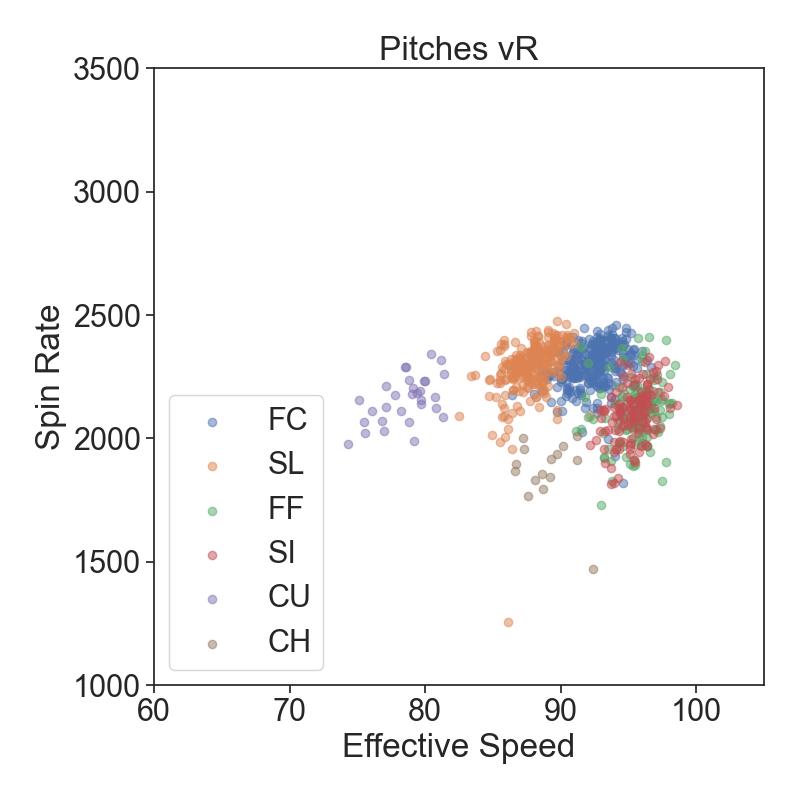 Pitches vR
3500
3000
2500
2000
1500
1000
Spin Rate
FC
SL
FF
SI
CU
CH
60 70 80 90 100
Effective Speed